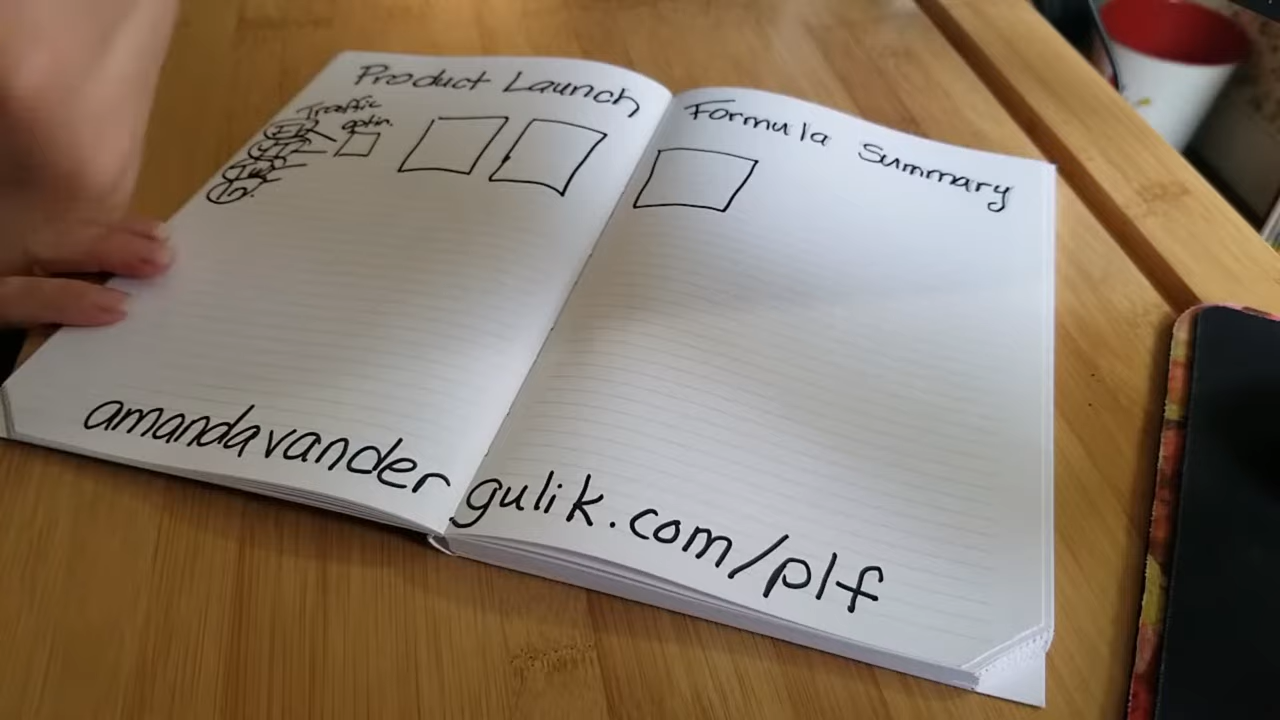 Product Launch Formula Summary
Traffic
optin.
amandavandergulik.com/plf